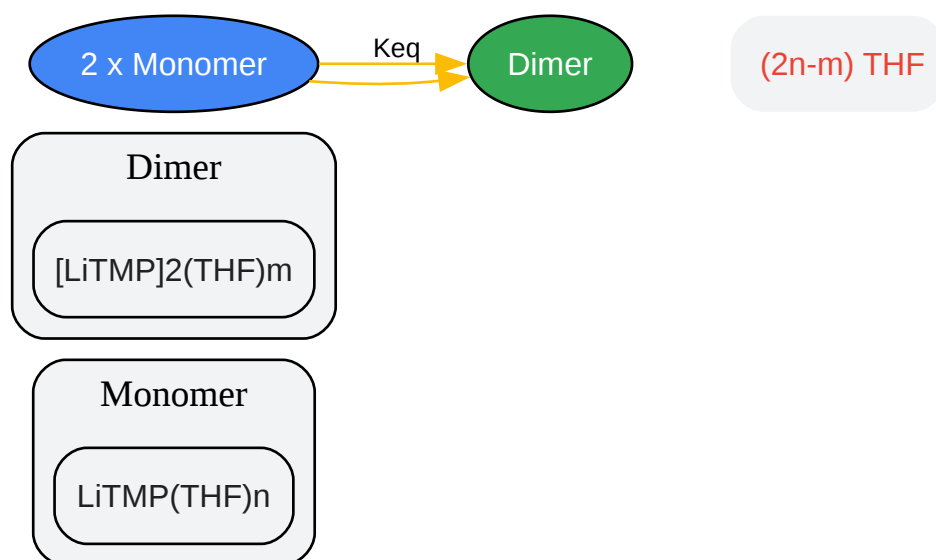 2 x Monomer
Keq
Dimer
(2n-m) THF
Dimer
[LiTMP]2(THF)m
Monomer
LiTMP(THF)n